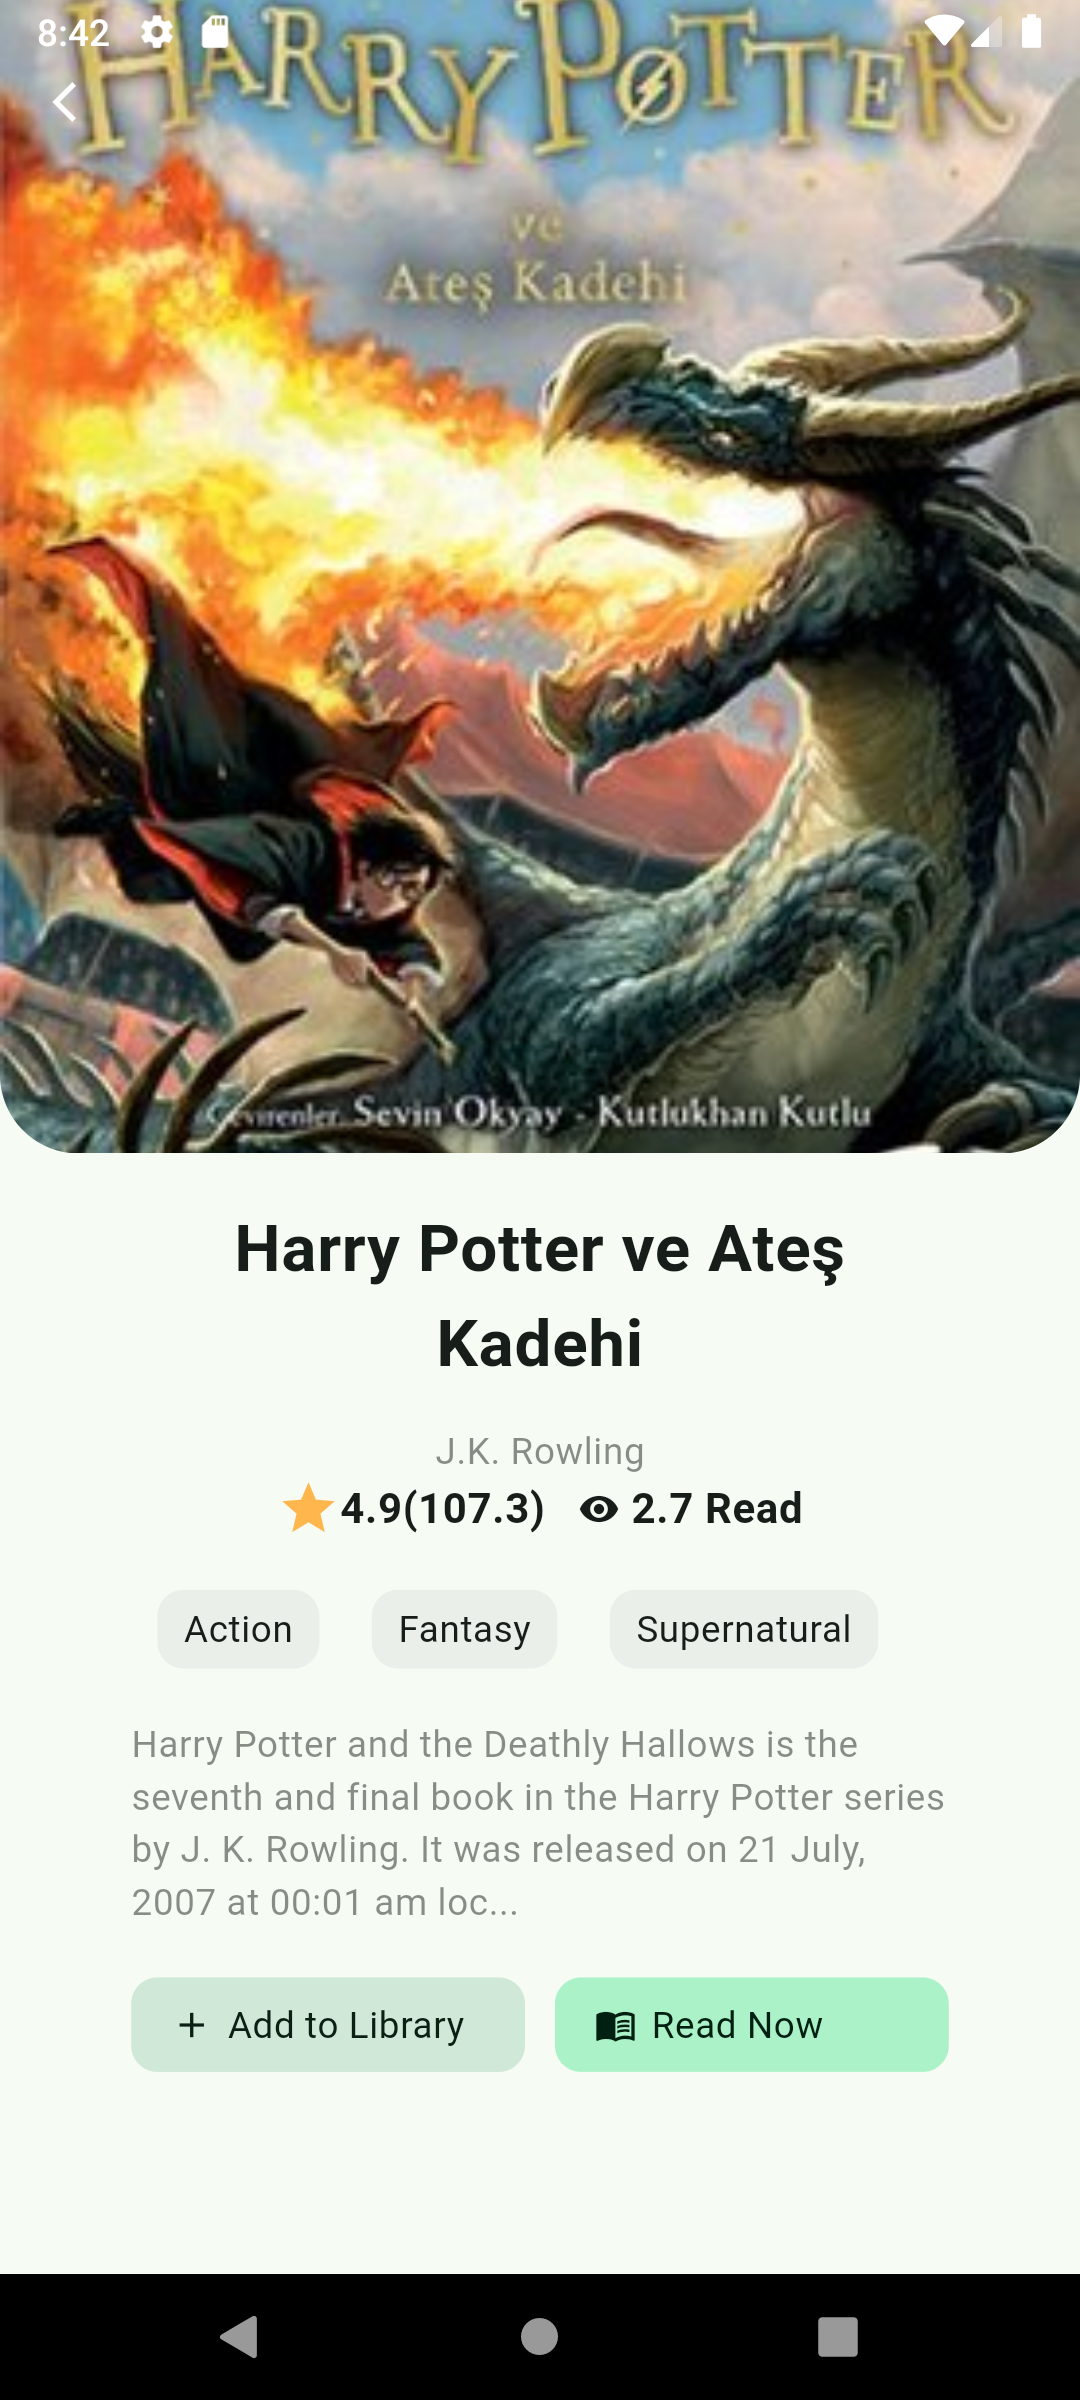 8:42
HARRY POTTER
ve
Ateş Kadehi
Çevirenler: Sevin Okyay - Kutlukhan Kutlu
Harry Potter ve Ateş
Kadehi
J.K. Rowling
4.9(107.3) 2.7 Read
Action Fantasy Supernatural
Harry Potter and the Deathly Hallows is the
seventh and final book in the Harry Potter series
by J. K. Rowling. It was released on 21 July,
2007 at 00:01 am loc...
Add to Library Read Now